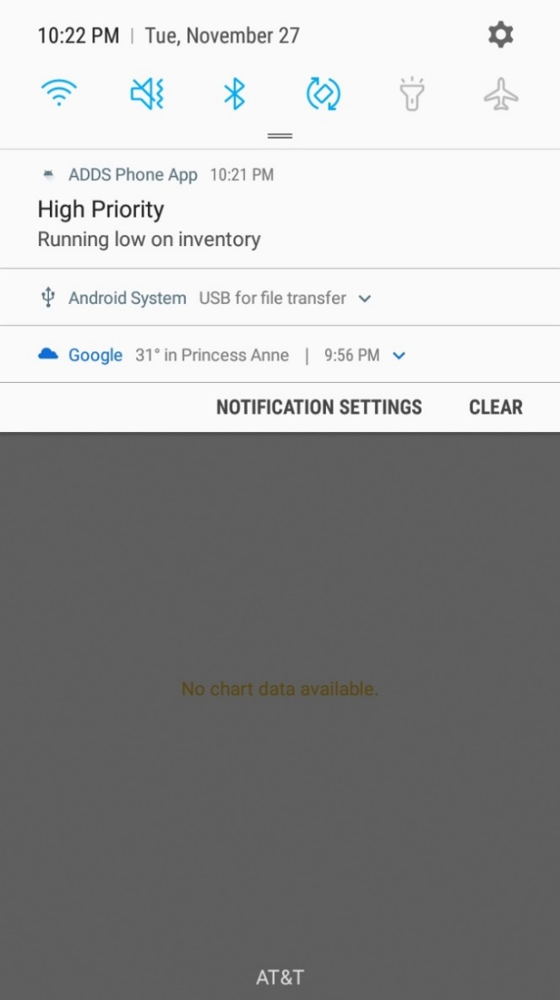 10:22 PM | Tue, November 27
ADDS Phone App 10:21 PM
High Priority
Running low on inventory
Android System USB for file transfer
Google 31° in Princess Anne | 9:56 PM
NOTIFICATION SETTINGS CLEAR
No chart data available.
AT&T